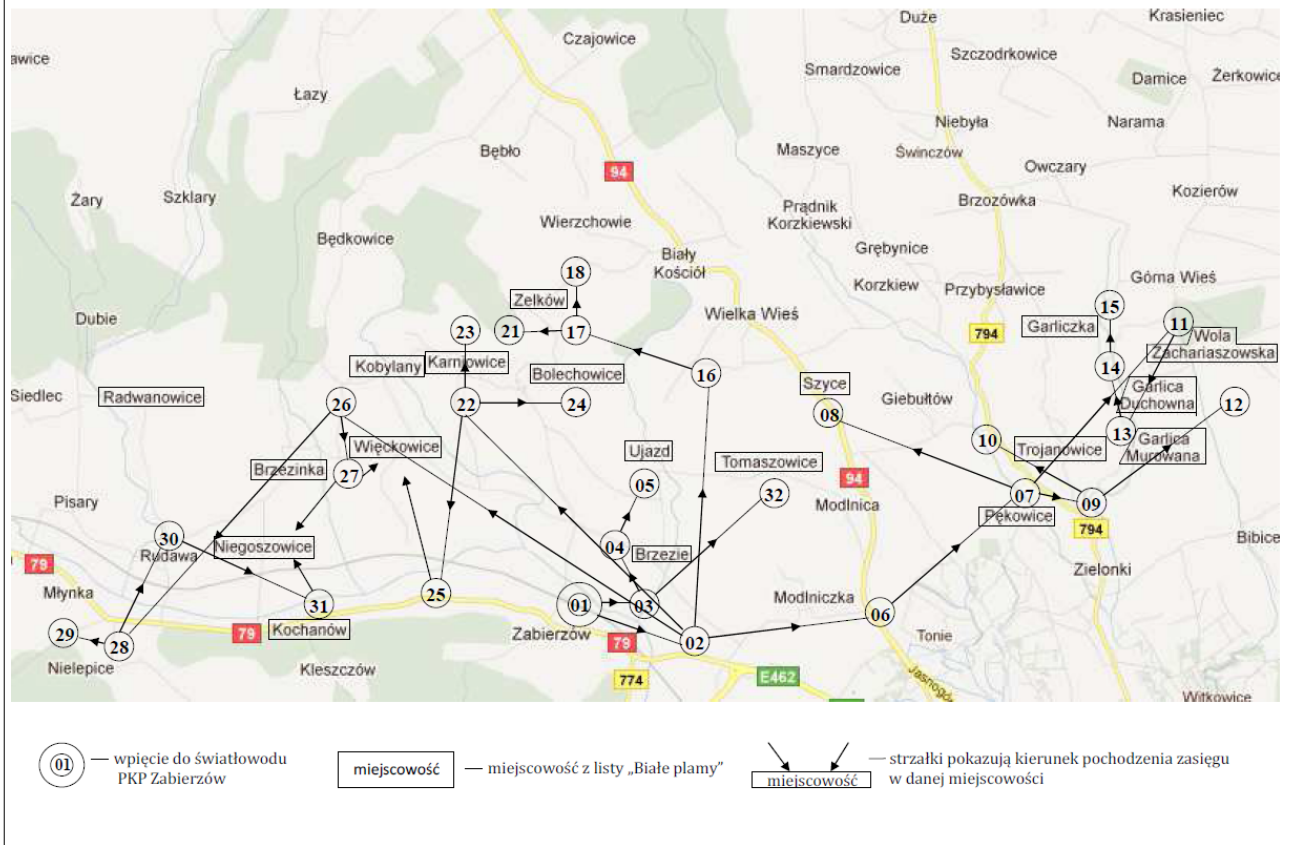 Duże
Krasieniec
Czajowice
awice
Szczodrkowice
Smardzowice
Damice
Żerkowice
Łazy
Niebyła
Narama
Bębło
Maszyce
Świnczów
94
Owczary
Żary
Szklary
Kozierów
Brzozówka
Prądnik
Korzkiewski
Wierzchowie
Będkowice
Grębynice
Biały
Kościół
18
Górna Wieś
Korzkiew
Przybysławice
Zelków
15
Dubie
Wielka Wieś
23
21
17
794
Garliczka
11
Wola
Zachariaszowska
Kobylany
Karniowice
Bolechowice
16
14
Szyce
Garlica
Duchowna
Siedlec
Radwanowice
26
22
24
08
Giebułtów
12
13
10
Więckowice
Ujazd
Trojanowice
Garlica
Murowana
Brzezinka
27
Tomaszowice
94
05
32
07
09
Pisary
Modlnica
Pękowice
794
30
Rudawa
Niegoszowice
04
Brzezie
Bibice
79
Zielonki
Młynka
25
31
01
03
Modlniczka
06
29
28
79
Kochanów
Zabierzów
79
02
Tonie
Nielepice
Kleszczów
774
E462
Jasnogó
Witkowice
01
— wpięcie do światłowodu
PKP Zabierzów
miejscowość
— miejscowość z listy „Białe plamy”
miejscowość
— strzałki pokazują kierunek pochodzenia zasięgu
w danej miejscowości